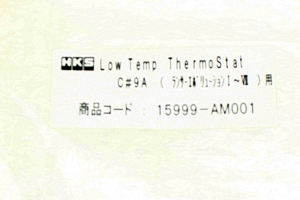 HKS Low Temp ThermoStat
C#9A ( ランサーエボリューションⅠ～Ⅶ ) 用
商品コード : 15999-AM001